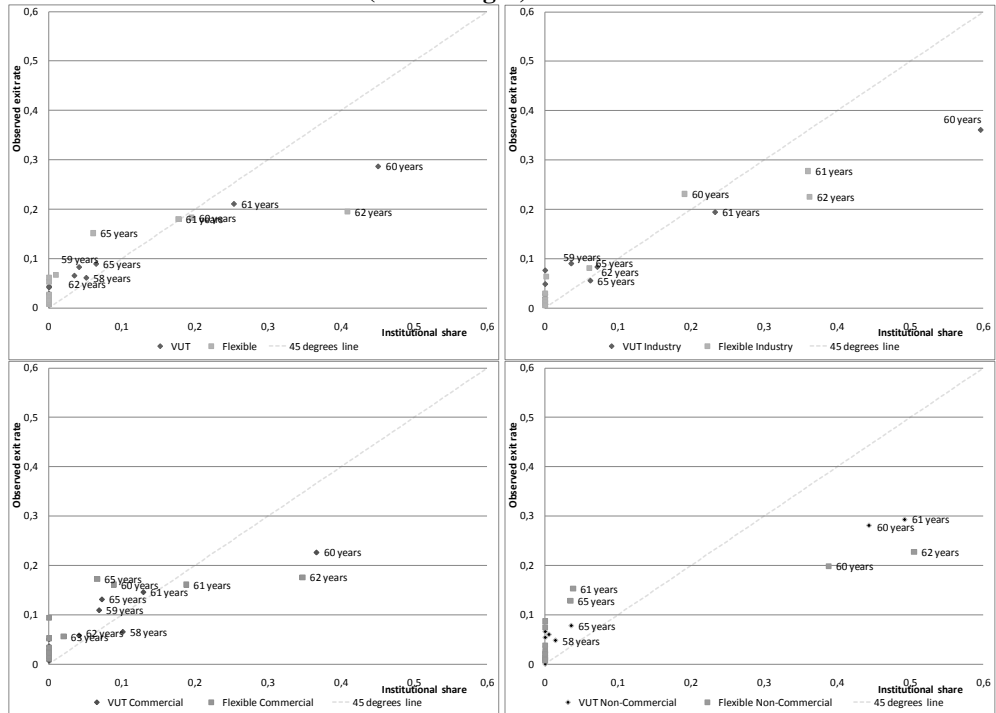 0,6
0,5
0,4
0,3
0,2
0,1
0
Observed exit rate
60 years
61 years
62 years
61 years
60 years
65 years
59 years
65 years
58 years
62 years
0 0,1 0,2 0,3 0,4 0,5 0,6
Institutional share
VUT Flexible 45 degrees line
0,6
0,5
0,4
0,3
0,2
0,1
0
Observed exit rate
60 years
61 years
60 years
62 years
61 years
59 years
65 years
62 years
65 years
0 0,1 0,2 0,3 0,4 0,5 0,6
Institutional share
VUT Industry Flexible Industry 45 degrees line
0,6
0,5
0,4
0,3
0,2
0,1
0
Observed exit rate
60 years
65 years
60 years
61 years
62 years
61 years
65 years
59 years
62 years
58 years
63 years
0 0,1 0,2 0,3 0,4 0,5 0,6
Institutional share
VUT Commercial Flexible Commercial 45 degrees line
0,6
0,5
0,4
0,3
0,2
0,1
0
Observed exit rate
61 years
60 years
62 years
60 years
61 years
65 years
65 years
58 years
0 0,1 0,2 0,3 0,4 0,5 0,6
Institutional share
VUT Non-Commercial Flexible Non-Commercial 45 degrees line